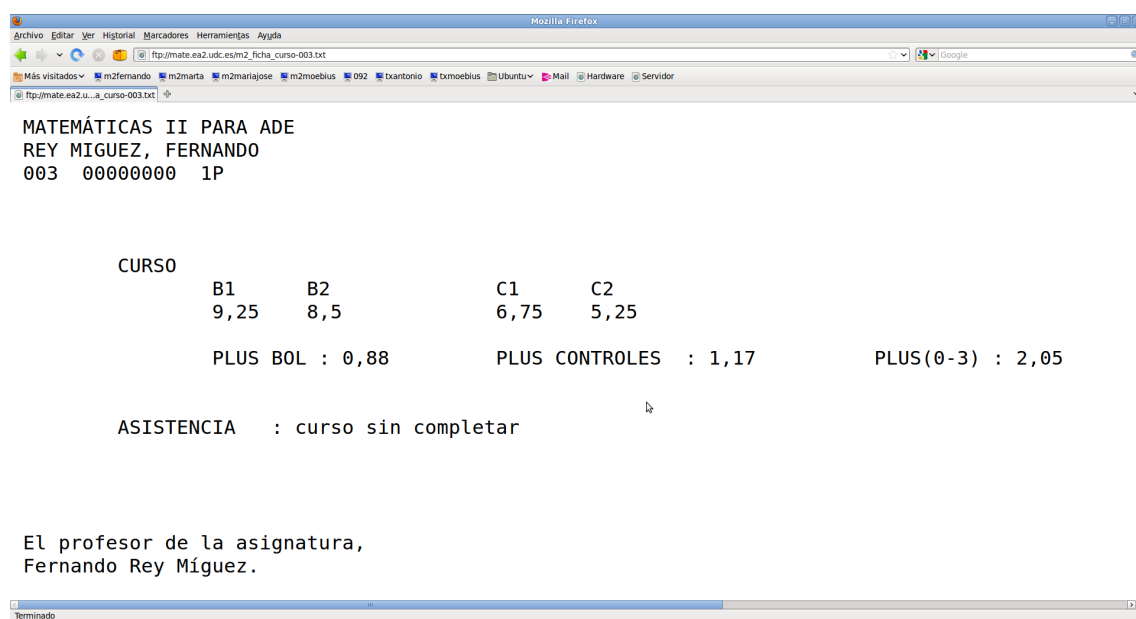 Mozilla Firefox
Archivo Editar Ver Historial Marcadores Herramientas Ayuda
ftp://mate.ea2.udc.es/m2_ficha_curso-003.txt
Google
Más visitados m2fernando m2marta m2mariajose m2moebius 092 txantonio txmoebius Ubuntu Mail Hardware Servidor
ftp://mate.ea2.u...a_curso-003.txt
MATEMÁTICAS II PARA ADE
REY MIGUEZ, FERNANDO
003 00000000 1P
CURSO
B1 B2 C1 C2
9,25 8,5 6,75 5,25
PLUS BOL : 0,88 PLUS CONTROLES : 1,17 PLUS(0-3) : 2,05
ASISTENCIA : curso sin completar
El profesor de la asignatura,
Fernando Rey Míguez.
Terminado